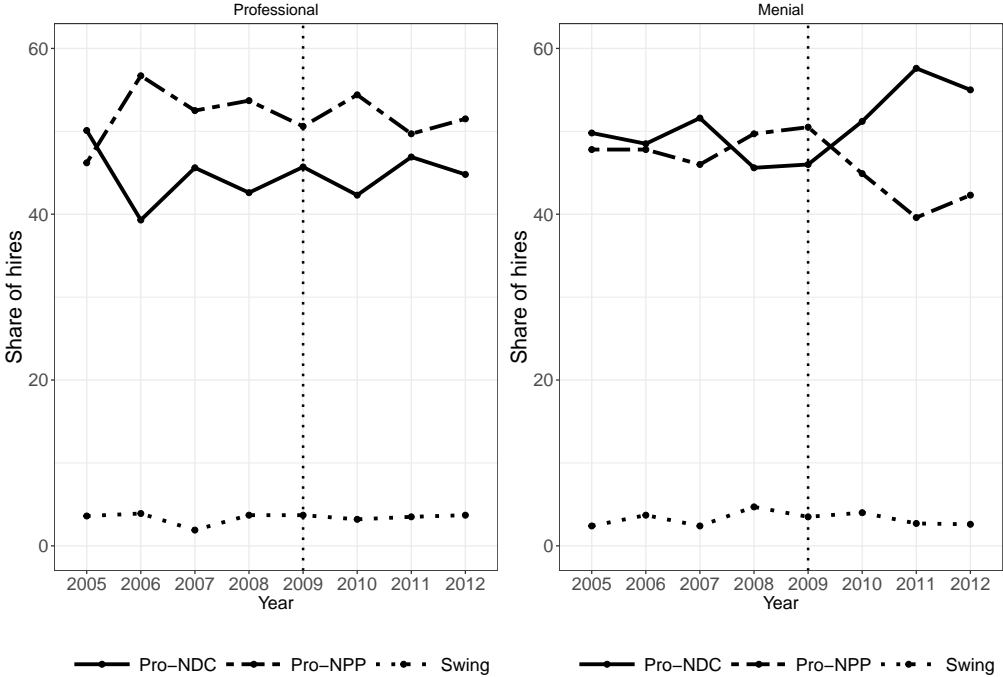 Professional
Menial
60
40
20
0
Share of hires
2005 2006 2007 2008 2009 2010 2011 2012
Year
Pro−NDC Pro−NPP Swing
60
40
20
0
Share of hires
2005 2006 2007 2008 2009 2010 2011 2012
Year
Pro−NDC Pro−NPP Swing